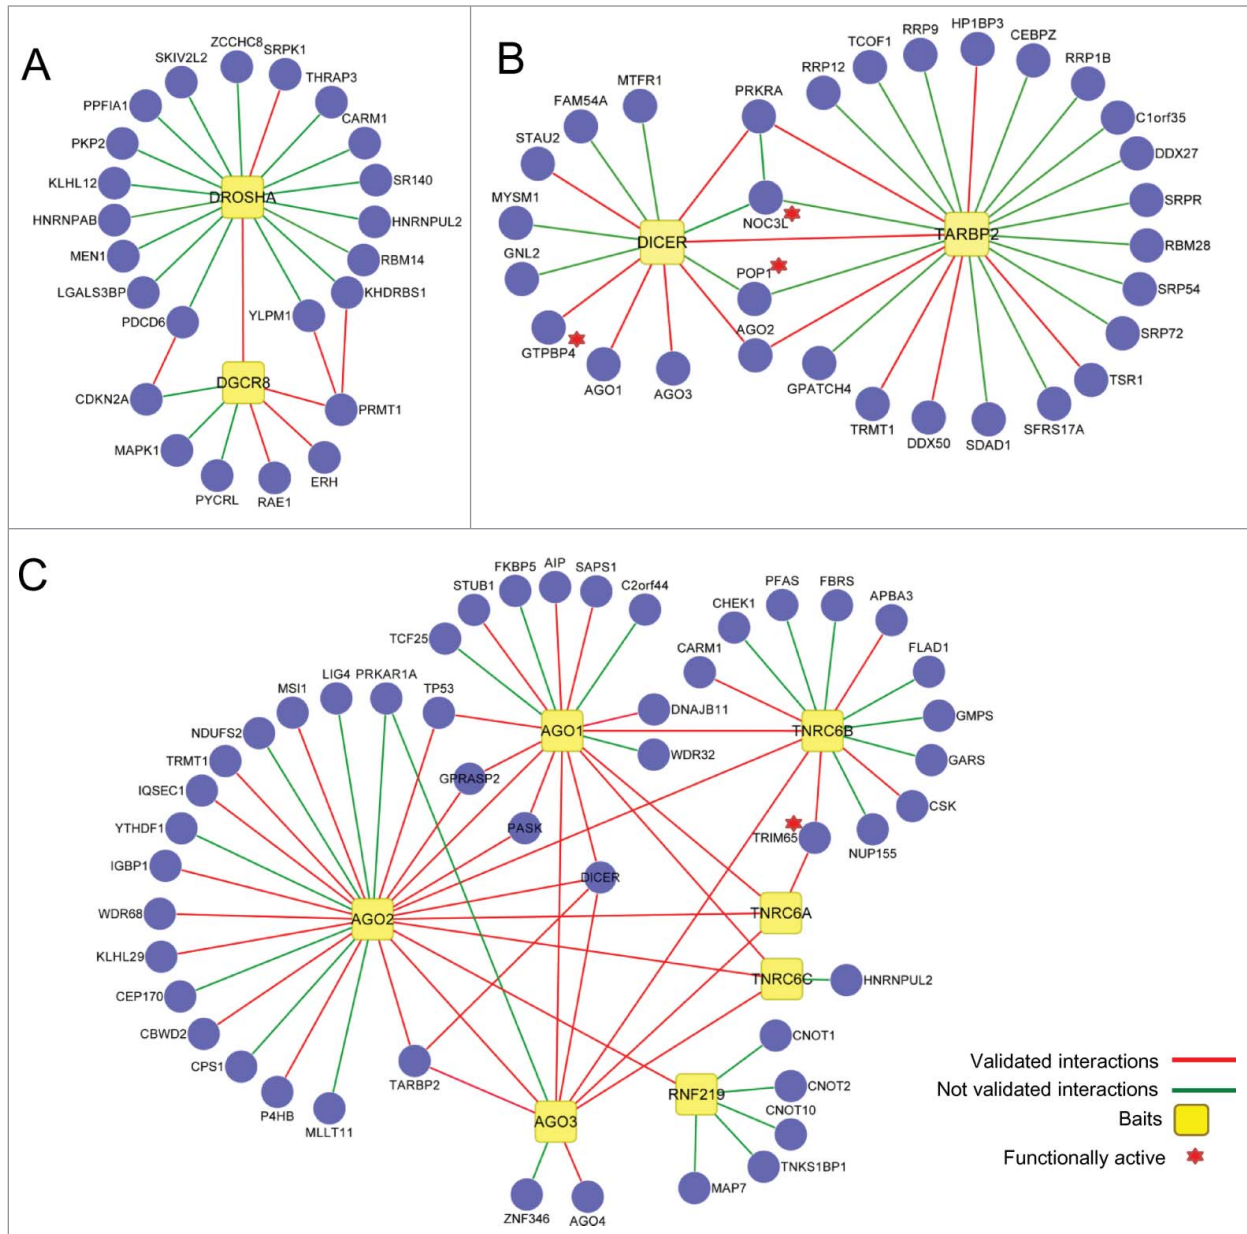 A
ZCCHC8
SRPK1
SKIV2L2
THRAP3
PPFIA1
CARM1
PKP2
SR140
KLHL12
DROSHA
HNRNPAB
HNRNPUL2
MEN1
RBM14
LGALS3BP
KHDRBS1
PDCD6
YLPM1
DGCR8
CDKN2A
PRMT1
MAPK1
ERH
PYCRL
RAE1
B
HP1BP3
RRP9
CEBPZ
TCOF1
RRP1B
RRP12
MTFR1
PRKRA
FAM54A
C1orf35
STAU2
DDX27
MYSM1
SRPR
NOC3L
DICER
TARBP2
RBM28
GNL2
POP1
SRP54
AGO2
SRP72
GTPBP4
GPATCH4
TSR1
AGO1
AGO3
TRMT1
DDX50
SDAD1
SFRS17A
C
AIP
FKBP5
SAPS1
STUB1
C2orf44
TCF25
PFAS
FBRS
CHEK1
APBA3
CARM1
FLAD1
LIG4
PRKAR1A
MSI1
TP53
DNAJB11
GMPS
NDUFS2
AGO1
TNRC6B
WDR32
GARS
TRMT1
GPRASP2
IQSEC1
CSK
YTHDF1
PASK
TRIM65
NUP155
IGBP1
DICER
WDR68
AGO2
TNRC6A
KLHL29
TNRC6C
HNRNPUL2
CEP170
CBWD2
CNOT1
CPS1
TARBP2
CNOT2
RNF219
CNOT10
P4HB
AGO3
MLLT11
TNKS1BP1
MAP7
ZNF346
AGO4
Validated interactions
Not validated interactions
Baits
Functionally active